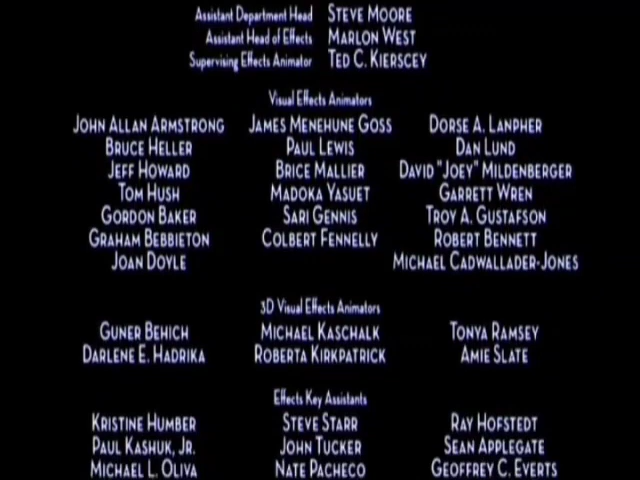 Assistant Department Head STEVE MOORE
Assistant Head of Effects MARLON WEST
Supervising Effects Animator TED C. KIERSCEY
Visual Effects Animators
JOHN ALLAN ARMSTRONG JAMES MENEHUNE GOSS DORSE A. LANPHER
BRUCE HELLER PAUL LEWIS DAN LUND
JEFF HOWARD BRICE MALLIER DAVID "JOEY" MILDENBERGER
TOM HUSH MADOKA YASUET GARRETT WREN
GORDON BAKER SARI GENNIS TROY A. GUSTAFSON
GRAHAM BEBBIETON COLBERT FENNELLY ROBERT BENNETT
JOAN DOYLE MICHAEL CADWALLADER-JONES
3D Visual Effects Animators
GUNER BEHICH MICHAEL KASCHALK TONYA RAMSEY
DARLENE E. HADRIKA ROBERTA KIRKPATRICK AMIE SLATE
Effects Key Assistants
KRISTINE HUMBER STEVE STARR RAY HOFSTEDT
PAUL KASHUK, JR. JOHN TUCKER SEAN APPLEGATE
MICHAEL L. OLIVA NATE PACHECO GEOFFREY C. EVERTS